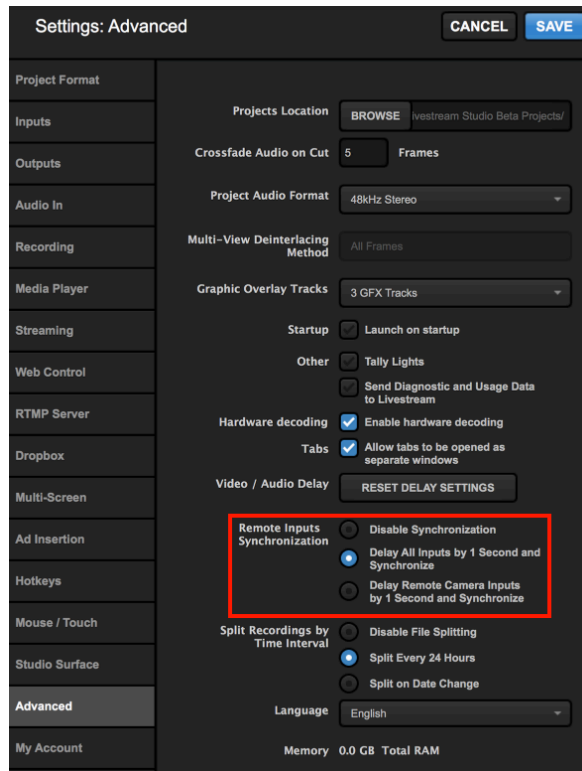 Settings: Advanced
CANCEL
SAVE
Project Format
Inputs
Outputs
Audio In
Recording
Media Player
Streaming
Web Control
RTMP Server
Dropbox
Multi-Screen
Ad Insertion
Hotkeys
Mouse / Touch
Studio Surface
Advanced
My Account
Projects Location
BROWSE
ivestream Studio Beta Projects/
Crossfade Audio on Cut
5
Frames
Project Audio Format
48kHz Stereo
Multi-View Deinterlacing
Method
All Frames
Graphic Overlay Tracks
3 GFX Tracks
Startup
Launch on startup
Other
Tally Lights
Send Diagnostic and Usage Data
to Livestream
Hardware decoding
Enable hardware decoding
Tabs
Allow tabs to be opened as
separate windows
Video / Audio Delay
RESET DELAY SETTINGS
Remote Inputs
Synchronization
Disable Synchronization
Delay All Inputs by 1 Second and
Synchronize
Delay Remote Camera Inputs
by 1 Second and Synchronize
Split Recordings by
Time Interval
Disable File Splitting
Split Every 24 Hours
Split on Date Change
Language
English
Memory
0.0 GB Total RAM